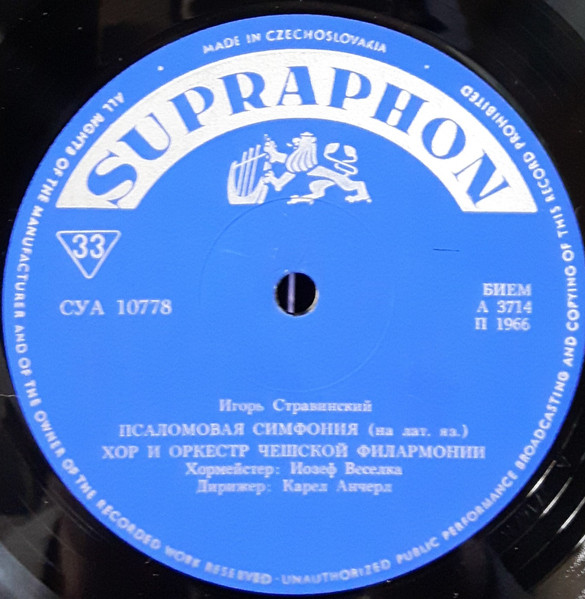 MADE IN CZECHOSLOVAKIA
ALL RIGHTS OF THE MANUFACTURER AND OF THE OWNER OF THE RECORDED WORK RESERVED · UNAUTHORIZED PUBLIC PERFORMANCE BROADCASTING AND COPYING OF THIS RECORD PROHIBITED
SUPRAPHON
33
СУА 10778
БИЕМ
А 3714
П 1966
Игорь Стравинский
ПСАЛОМОВАЯ СИМФОНИЯ (на лат. яз.)
ХОР И ОРКЕСТР ЧЕШСКОЙ ФИЛАРМОНИИ
Хормейстер: Иозеф Веселка
Дирижер: Карел Анчерл